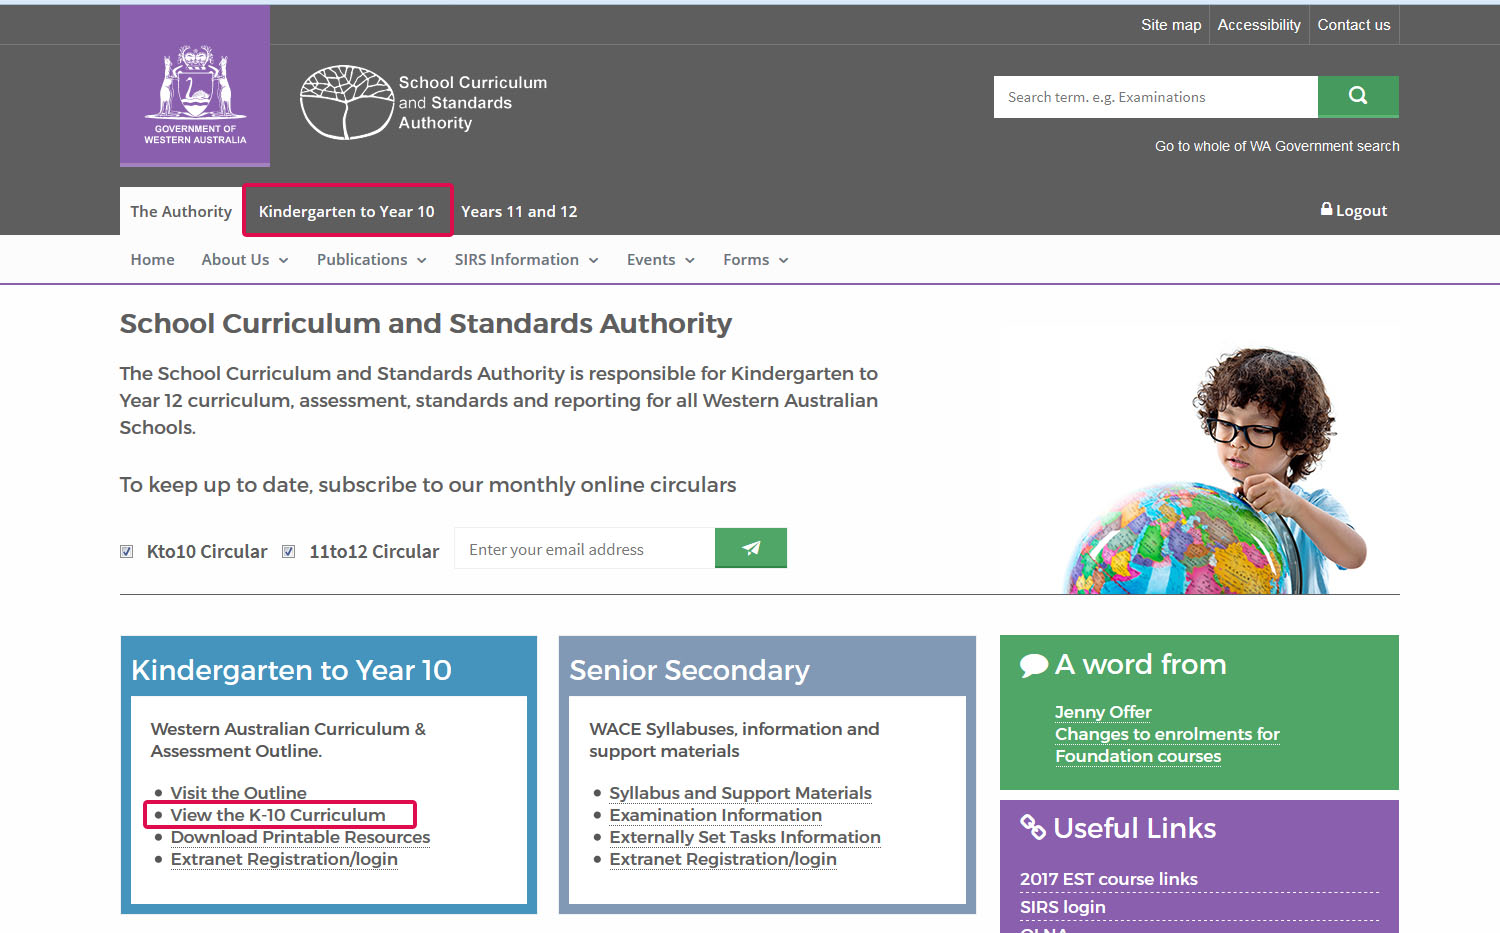 Site map
Accessibility
Contact us
GOVERNMENT OF
WESTERN AUSTRALIA
School Curriculum
and Standards
Authority
Search term. e.g. Examinations
Go to whole of WA Government search
The Authority
Kindergarten to Year 10
Years 11 and 12
Logout
Home
About Us
Publications
SIRS Information
Events
Forms
School Curriculum and Standards Authority
The School Curriculum and Standards Authority is responsible for Kindergarten to
Year 12 curriculum, assessment, standards and reporting for all Western Australian
Schools.
To keep up to date, subscribe to our monthly online circulars
Kto10 Circular
11to12 Circular
Enter your email address
Kindergarten to Year 10
Western Australian Curriculum &
Assessment Outline.
• Visit the Outline
• View the K-10 Curriculum
• Download Printable Resources
• Extranet Registration/login
Senior Secondary
WACE Syllabuses, information and
support materials
• Syllabus and Support Materials
• Examination Information
• Externally Set Tasks Information
• Extranet Registration/login
A word from
Jenny Offer
Changes to enrolments for
Foundation courses
Useful Links
2017 EST course links
SIRS login